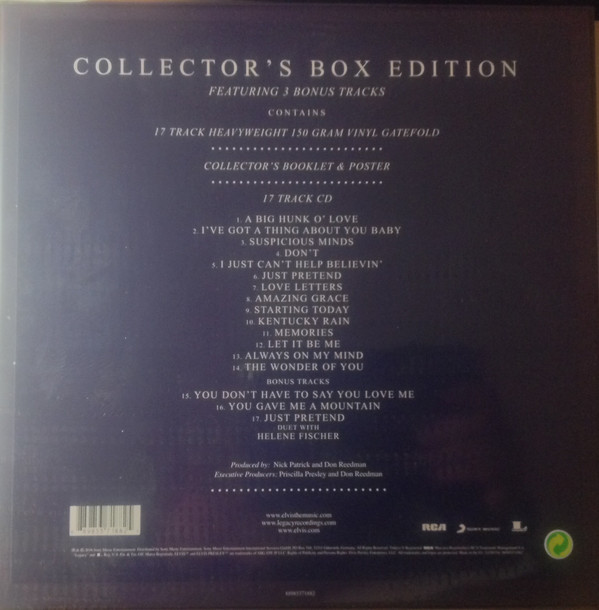 COLLECTOR'S BOX EDITION
FEATURING 3 BONUS TRACKS
CONTAINS
17 TRACK HEAVYWEIGHT 150 GRAM VINYL GATEFOLD
COLLECTOR'S BOOKLET & POSTER
17 TRACK CD
1. A BIG HUNK O' LOVE
2. I'VE GOT A THING ABOUT YOU BABY
3. SUSPICIOUS MINDS
4. DON'T
5. I JUST CAN'T HELP BELIEVIN'
6. JUST PRETEND
7. LOVE LETTERS
8. AMAZING GRACE
9. STARTING TODAY
10. KENTUCKY RAIN
11. MEMORIES
12. LET IT BE ME
13. ALWAYS ON MY MIND
14. THE WONDER OF YOU
BONUS TRACKS
15. YOU DON'T HAVE TO SAY YOU LOVE ME
16. YOU GAVE ME A MOUNTAIN
17. JUST PRETEND
DUET WITH
HELENE FISCHER
Produced by: Nick Patrick and Don Reedman
Executive Producers: Priscilla Presley and Don Reedman
www.elvisthemusic.com
www.legacyrecordings.com
www.elvis.com
RCA SONY MUSIC